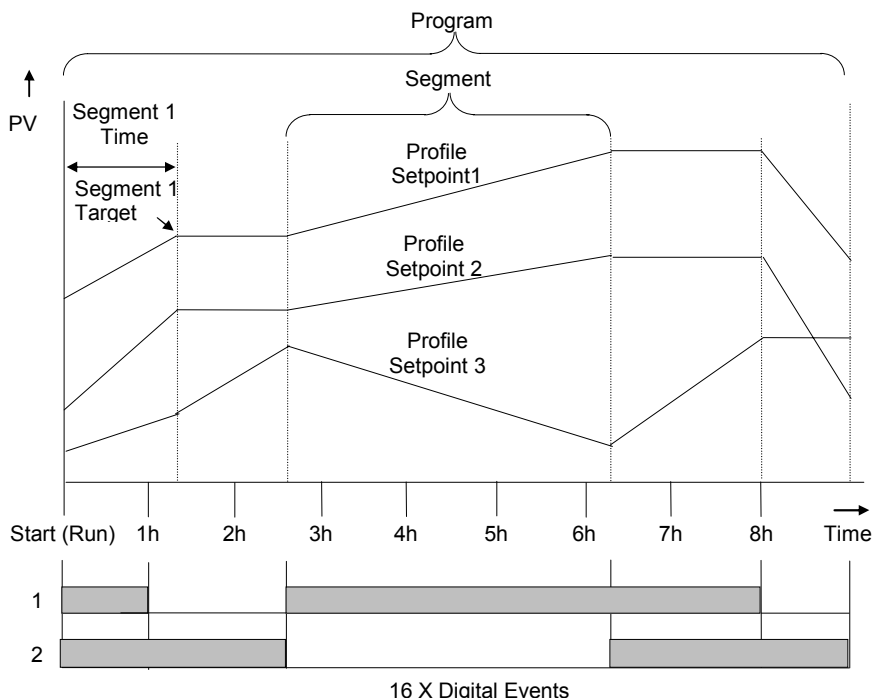 Program
Segment
PV
Segment 1
Time
Segment 1
Target
Profile
Setpoint1
Profile
Setpoint 2
Profile
Setpoint 3
Start (Run) 1h 2h 3h 4h 5h 6h 7h 8h Time
1
2
16 X Digital Events